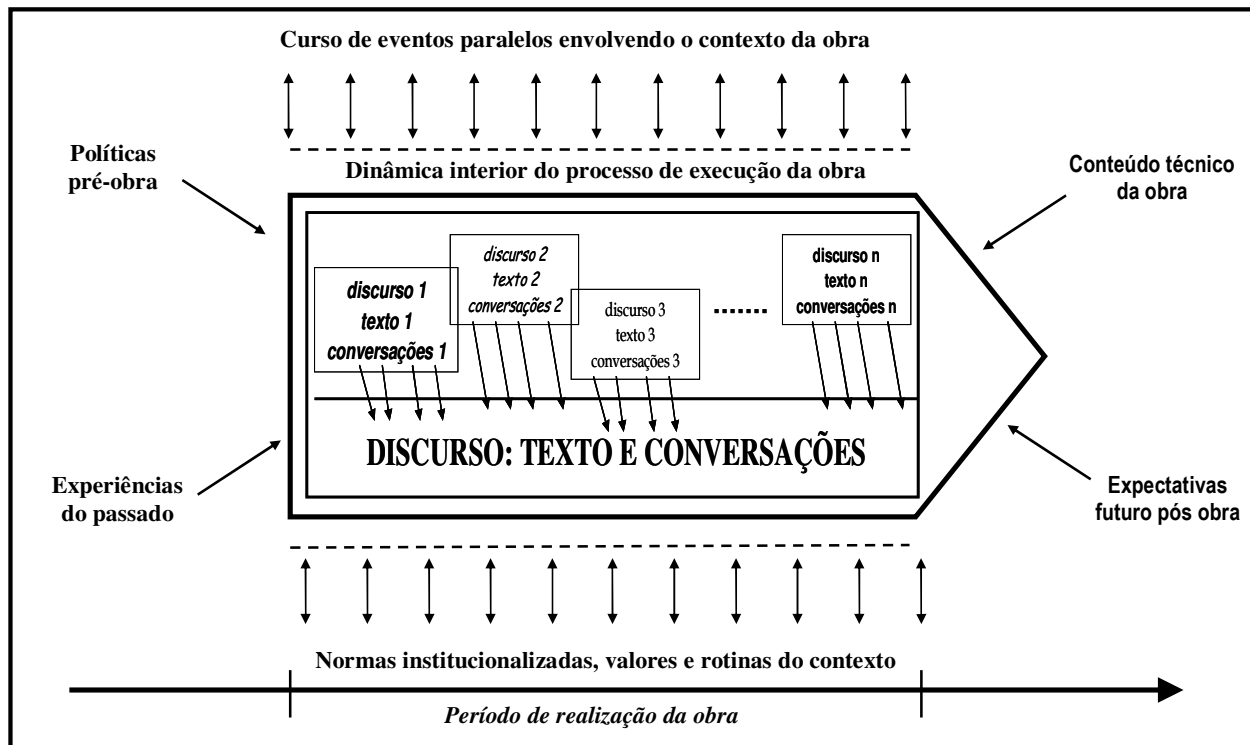 Curso de eventos paralelos envolvendo o contexto da obra
Políticas
pré-obra
Dinâmica interior do processo de execução da obra
Conteúdo técnico
da obra
discurso 1
texto 1
conversações 1
discurso 2
texto 2
conversações 2
discurso 3
texto 3
conversações 3
........
discurso n
texto n
conversações n
DISCURSO: TEXTO E CONVERSAÇÕES
Experiências
do passado
Expectativas
futuro pós obra
Normas institucionalizadas, valores e rotinas do contexto
Período de realização da obra